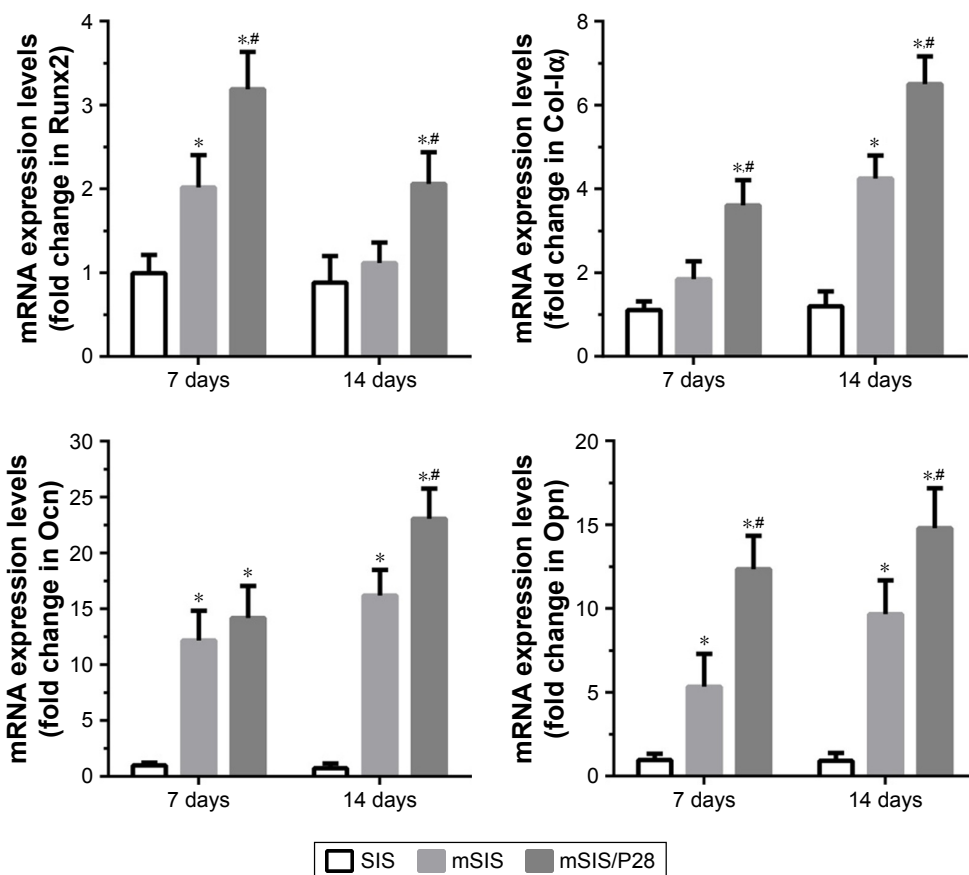 mRNA expression levels
(fold change in Runx2)
4
3
2
1
0
*
*,#
*,#
7 days
14 days
mRNA expression levels
(fold change in Col-Iα)
8
6
4
2
0
*,#
*
*,#
7 days
14 days
mRNA expression levels
(fold change in Ocn)
30
25
20
15
10
5
0
*
*
*
*,#
7 days
14 days
mRNA expression levels
(fold change in Opn)
20
15
10
5
0
*
*,#
*
*,#
7 days
14 days
SIS mSIS mSIS/P28